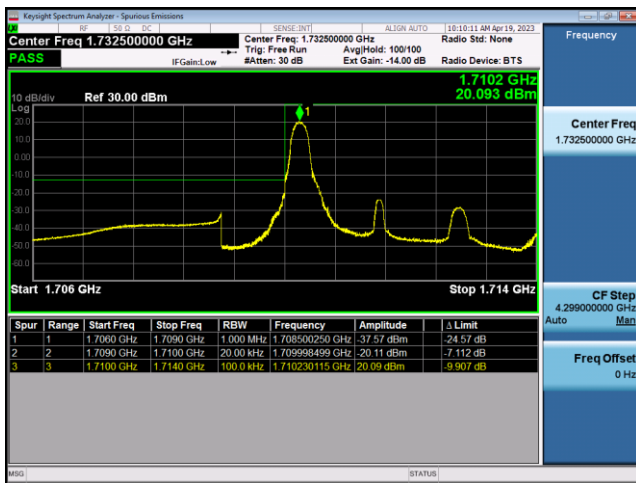 Keysight Spectrum Analyzer - Spurious Emissions
RF 50 Ω DC SENSE:INT ALIGN AUTO 10:10:11 AM Apr 19, 2023
Center Freq 1.732500000 GHz
Center Freq: 1.732500000 GHz
Radio Std: None
Trig: Free Run Avg|Hold: 100/100
PASS
IFGain:Low
#Atten: 30 dB Ext Gain: -14.00 dB Radio Device: BTS
1.7102 GHz
20.093 dBm
10 dB/div Ref 30.00 dBm
Log
1
20.0
10.0
0.00
-10.0
-20.0
-30.0
-40.0
-50.0
-60.0
Start 1.706 GHz Stop 1.714 GHz
Spur Range Start Freq Stop Freq RBW Frequency Amplitude Δ Limit
1 1 1.7060 GHz 1.7090 GHz 1.000 MHz 1.708500250 GHz -37.57 dBm -24.57 dB
2 2 1.7090 GHz 1.7100 GHz 20.00 kHz 1.709998499 GHz -20.11 dBm -7.112 dB
3 3 1.7100 GHz 1.7140 GHz 100.0 kHz 1.710230115 GHz 20.09 dBm -9.907 dB
MSG STATUS
Frequency
Center Freq
1.732500000 GHz
CF Step
4.299000000 GHz
Auto Man
Freq Offset
0 Hz